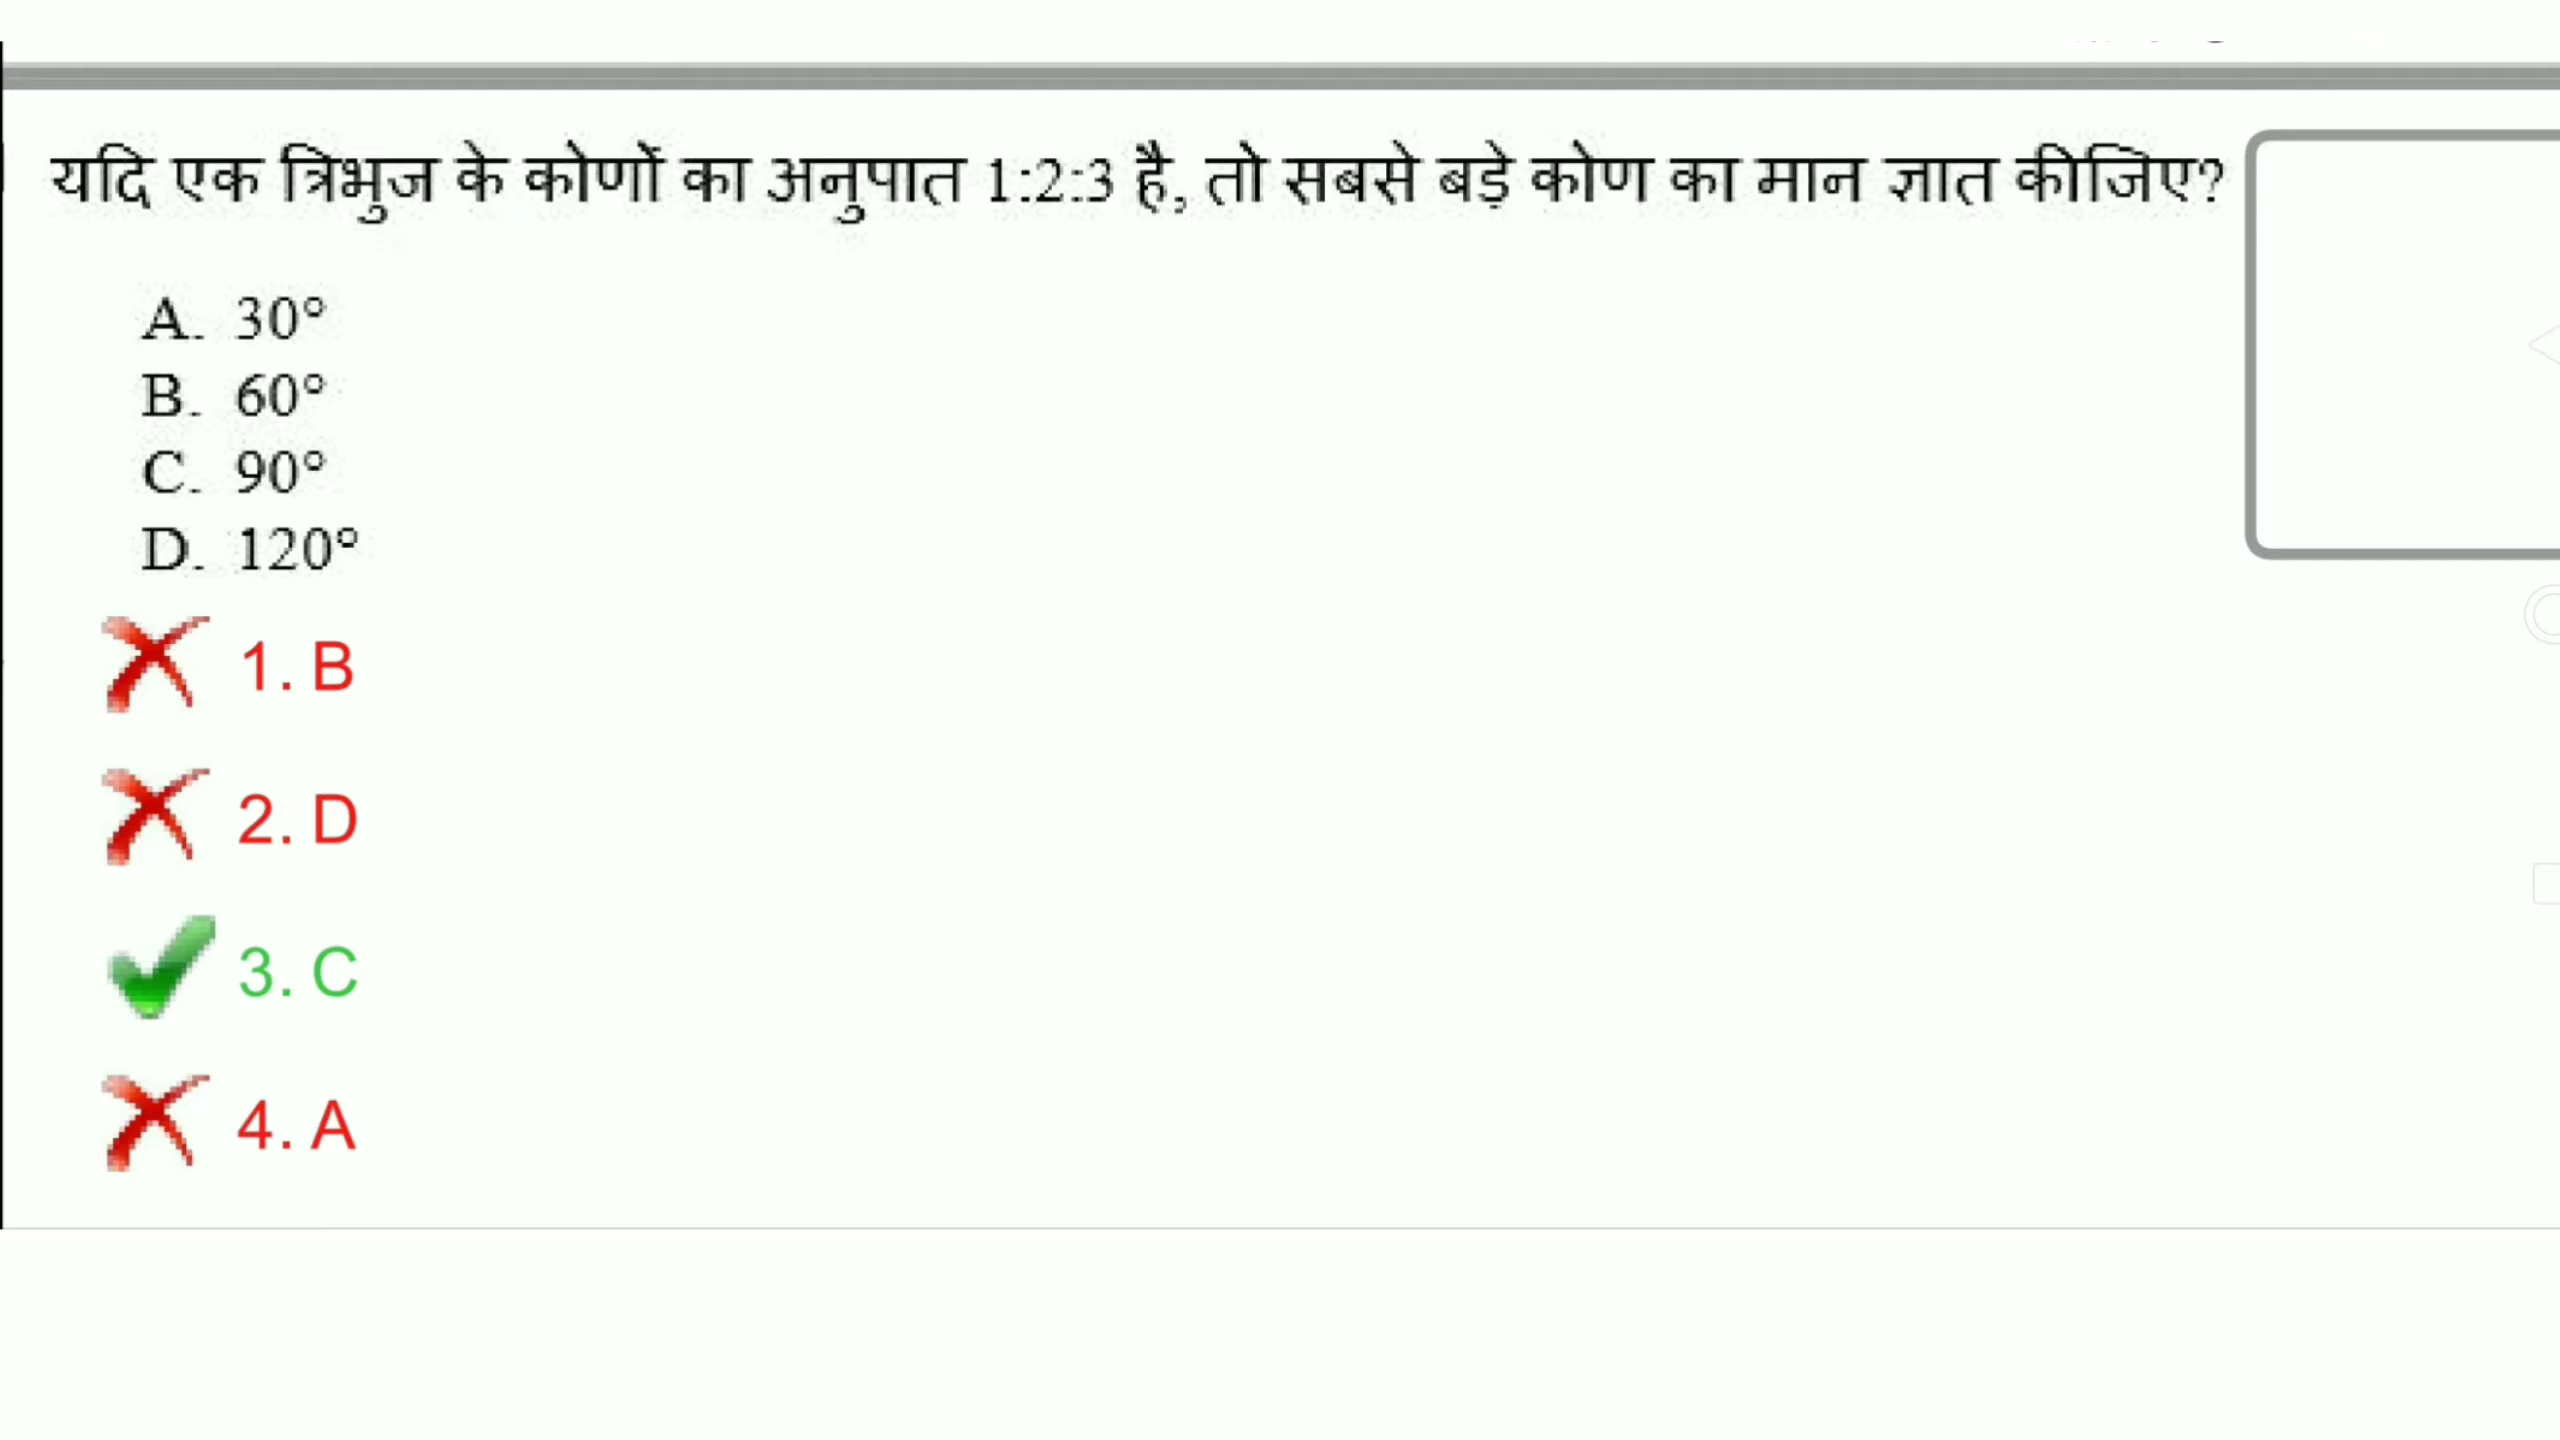 यदि एक त्रिभुज के कोणों का अनुपात 1:2:3 है, तो सबसे बड़े कोण का मान ज्ञात कीजिए?
A. 30°
B. 60°
C. 90°
D. 120°
1. B
2. D
3. C
4. A